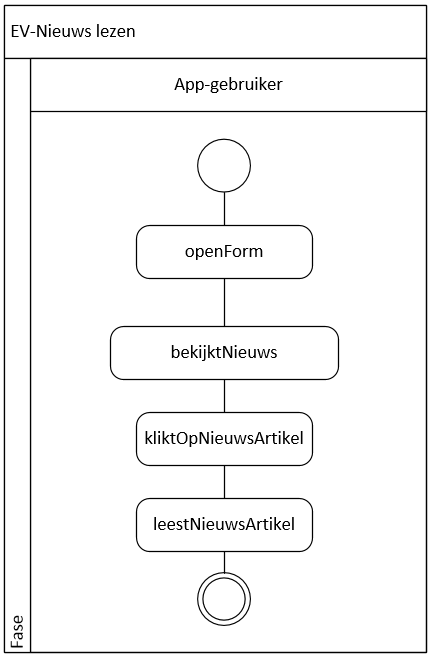 EV-Nieuws lezen
App-gebruiker
openForm
bekijktNieuws
kliktOpNieuwsArtikel
leestNieuwsArtikel
Fase